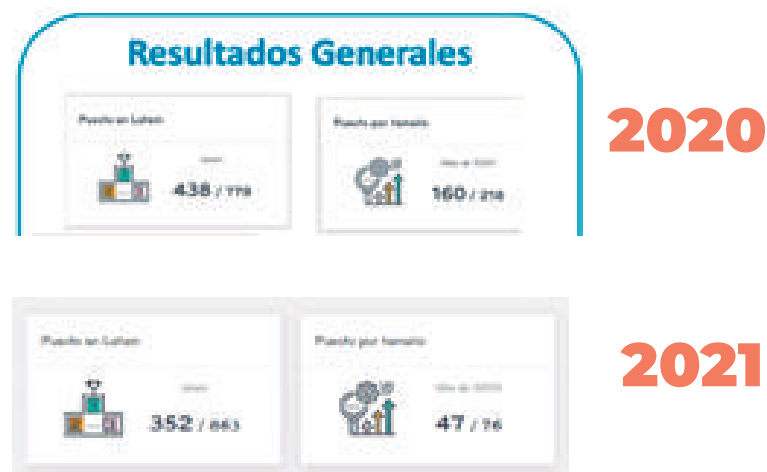 Resultados Generales
2020
Puesto en Latam
Puesto por tamaño
438 / 778
160 / 218
2021
Puesto en Latam
Puesto por tamaño
352 / 663
47 / 76